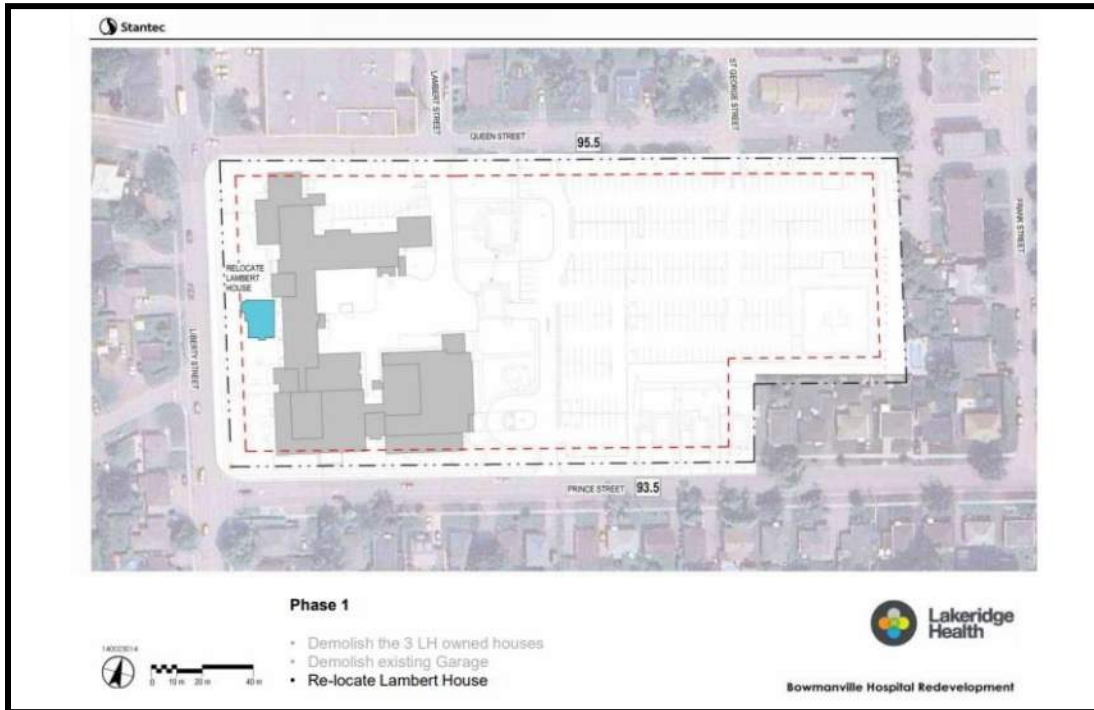 Stantec
LAMBERT STREET
ST GEORGE STREET
QUEEN STREET
95.5
FRANK STREET
RELOCATE
LAMBERT
HOUSE
LIBERTY STREET
PRINCE STREET 93.5
Phase 1
• Demolish the 3 LH owned houses
• Demolish existing Garage
• Re-locate Lambert House
140023014
0 10 m 20 m 40 m
Lakeridge
Health
Bowmanville Hospital Redevelopment